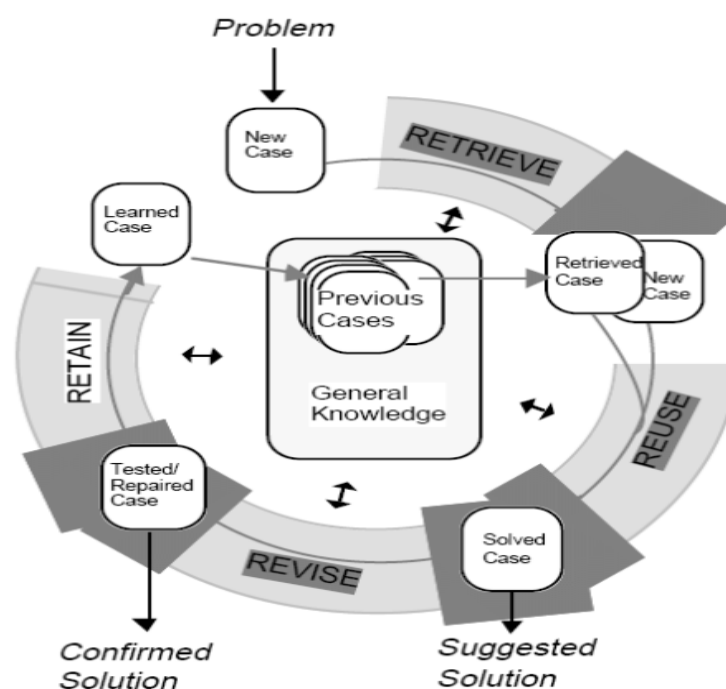 Problem
New
Case
RETRIEVE
Learned
Case
Retrieved
Case
New
Case
Previous
Cases
General
Knowledge
RETAIN
REUSE
Tested/
Repaired
Case
Solved
Case
REVISE
Confirmed
Solution
Suggested
Solution